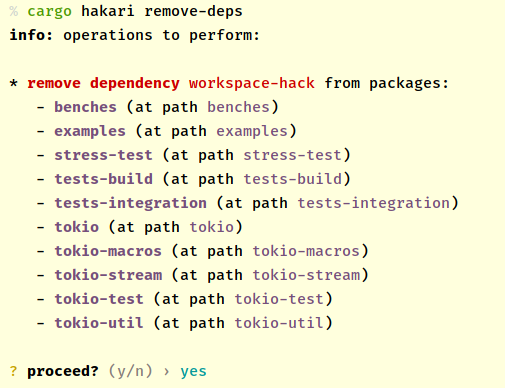 % cargo hakari remove-deps
info: operations to perform:
* remove dependency workspace-hack from packages:
- benches (at path benches)
- examples (at path examples)
- stress-test (at path stress-test)
- tests-build (at path tests-build)
- tests-integration (at path tests-integration)
- tokio (at path tokio)
- tokio-macros (at path tokio-macros)
- tokio-stream (at path tokio-stream)
- tokio-test (at path tokio-test)
- tokio-util (at path tokio-util)
? proceed? (y/n) › yes